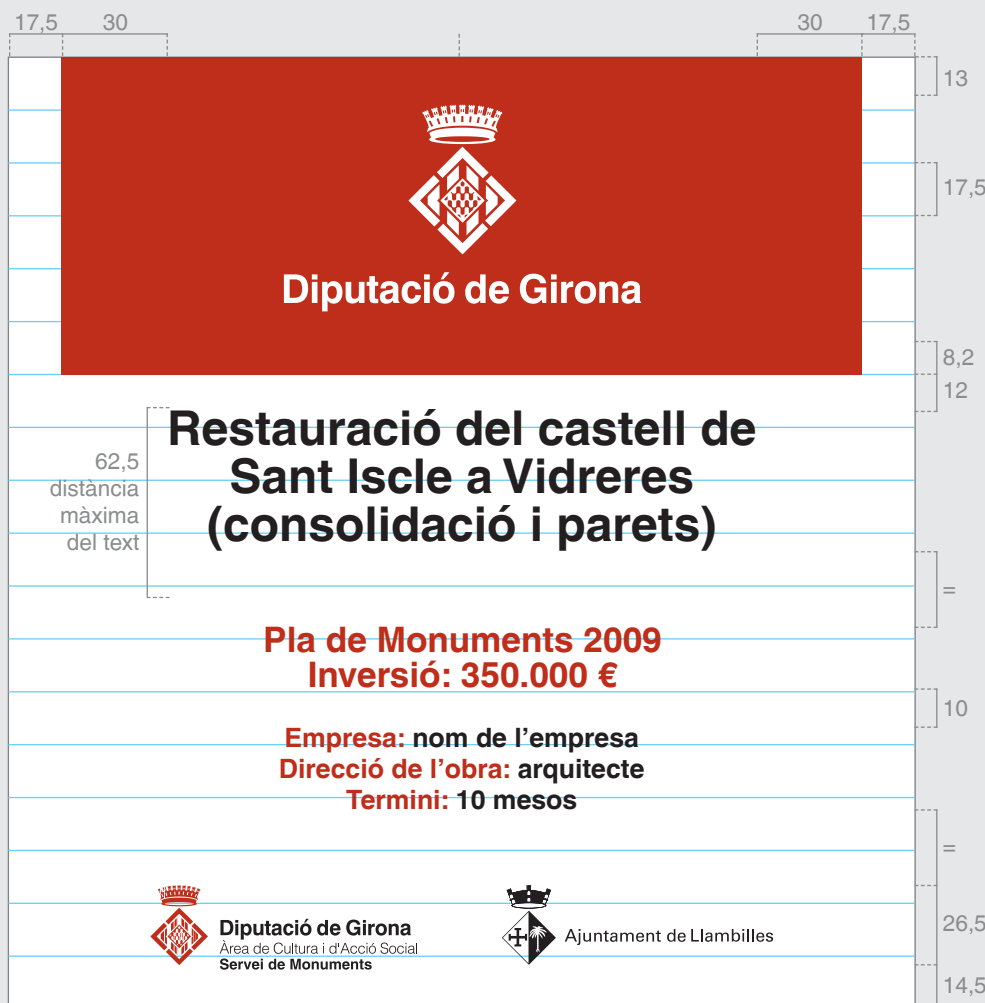 17,5 30 30 17,5
13
17,5
Diputació de Girona
8,2
12
Restauració del castell de
Sant Iscle a Vidreres
(consolidació i parets)
62,5
distància
màxima
del text
=
Pla de Monuments 2009
Inversió: 350.000 €
10
Empresa: nom de l’empresa
Direcció de l’obra: arquitecte
Termini: 10 mesos
=
Diputació de Girona
Àrea de Cultura i d'Acció Social
Servei de Monuments
Ajuntament de Llambilles
26,5
14,5